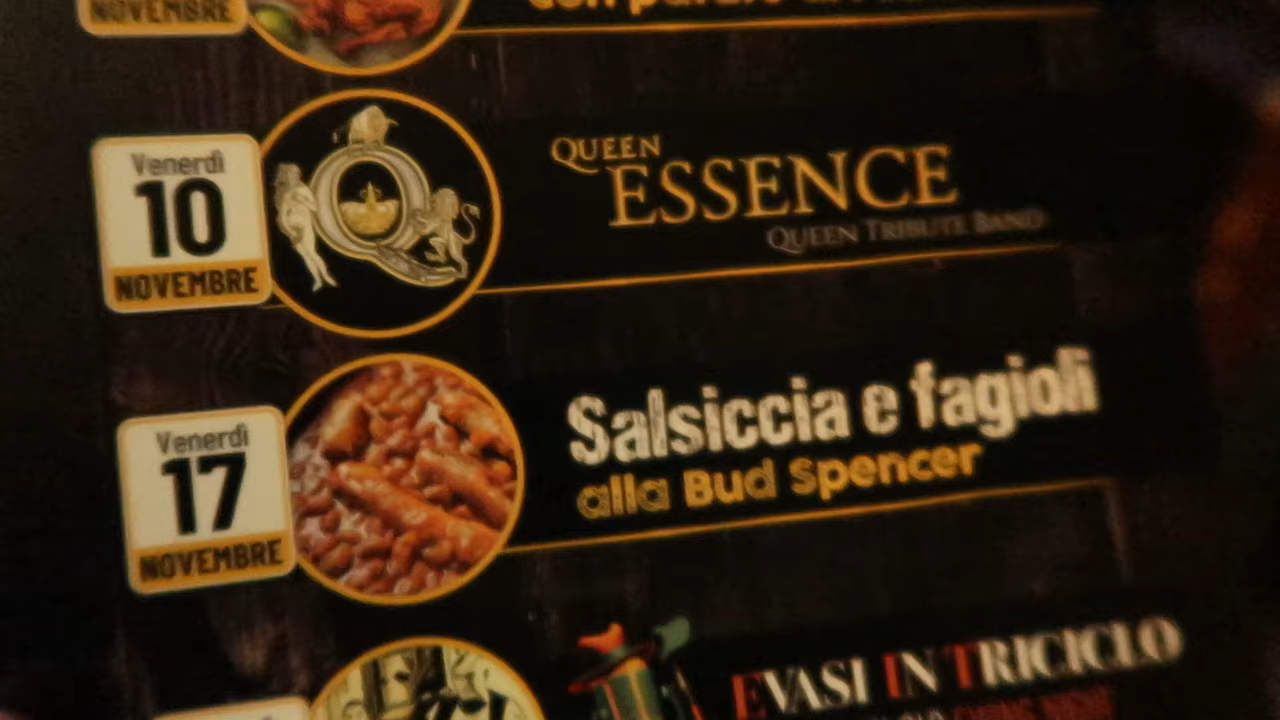 NOVEMBRE
Venerdì
10
NOVEMBRE
QUEEN
ESSENCE
QUEEN TRIBUTE BAND
Venerdì
17
NOVEMBRE
Salsiccia e fagioli
alla Bud Spencer
EVASI IN TRICICLO